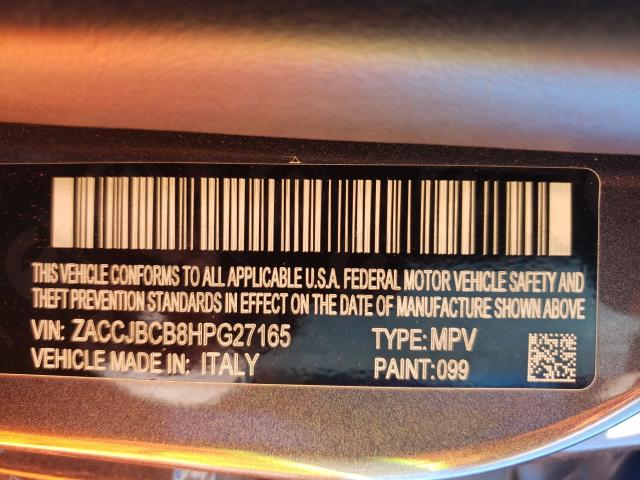 THIS VEHICLE CONFORMS TO ALL APPLICABLE U.S.A. FEDERAL MOTOR VEHICLE SAFETY AND
THEFT PREVENTION STANDARDS IN EFFECT ON THE DATE OF MANUFACTURE SHOWN ABOVE
VIN: ZACCJBCB8HPG27165 TYPE: MPV
VEHICLE MADE IN: ITALY PAINT: 099